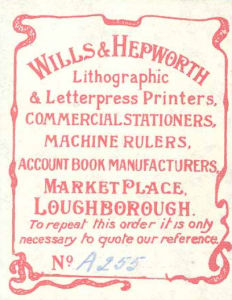 WILLS & HEPWORTH
Lithographic
& Letterpress Printers,
COMMERCIAL STATIONERS,
MACHINE RULERS,
ACCOUNT BOOK MANUFACTURERS,
MARKET PLACE,
LOUGHBOROUGH.
To repeat this order it is only
necessary to quote our reference
No A255